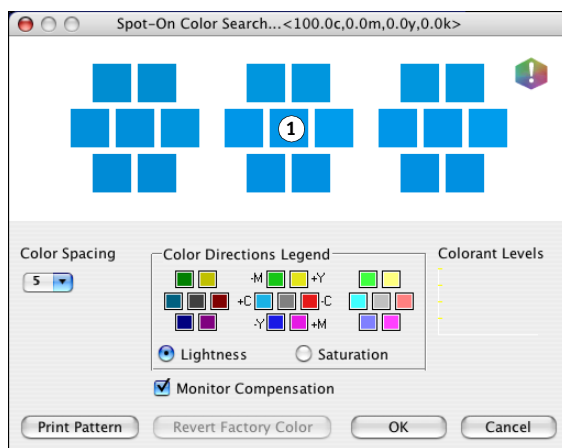 Spot-On Color Search...<100.0c,0.0m,0.0y,0.0k>
!
1
Color Spacing
5
Color Directions Legend
-M +Y
+C -C
-Y +M
Lightness Saturation
Colorant Levels
Monitor Compensation
Print Pattern Revert Factory Color OK Cancel